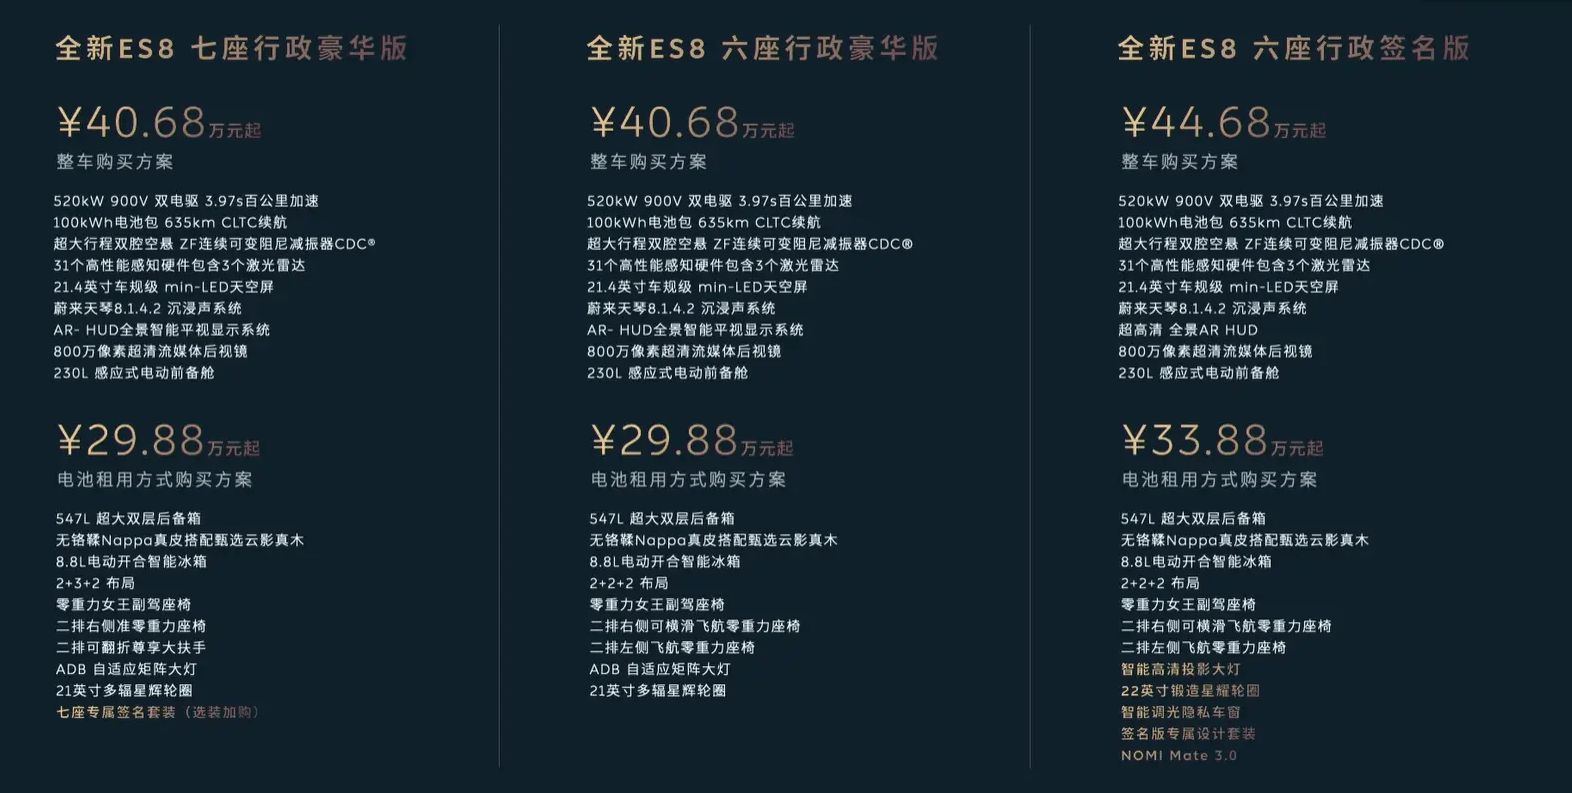 全新ES8 七座行政豪华版
¥40.68万元起
整车购买方案
520kW 900V 双电驱 3.97s百公里加速
100kWh电池包 635km CLTC续航
超大行程双腔空悬 ZF连续可变阻尼减振器CDC®
31个高性能感知硬件包含3个激光雷达
21.4英寸车规级 min-LED天空屏
蔚来天琴8.1.4.2 沉浸声系统
AR- HUD全景智能平视显示系统
800万像素超清流媒体后视镜
230L 感应式电动前备舱
¥29.88万元起
电池租用方式购买方案
547L 超大双层后备箱
无铬鞣Nappa真皮搭配甄选云影真木
8.8L电动开合智能冰箱
2+3+2 布局
零重力女王副驾座椅
二排右侧准零重力座椅
二排可翻折尊享大扶手
ADB 自适应矩阵大灯
21英寸多辐星辉轮圈
七座专属签名套装（选装加购）
全新ES8 六座行政豪华版
¥40.68万元起
整车购买方案
520kW 900V 双电驱 3.97s百公里加速
100kWh电池包 635km CLTC续航
超大行程双腔空悬 ZF连续可变阻尼减振器CDC®
31个高性能感知硬件包含3个激光雷达
21.4英寸车规级 min-LED天空屏
蔚来天琴8.1.4.2 沉浸声系统
AR- HUD全景智能平视显示系统
800万像素超清流媒体后视镜
230L 感应式电动前备舱
¥29.88万元起
电池租用方式购买方案
547L 超大双层后备箱
无铬鞣Nappa真皮搭配甄选云影真木
8.8L电动开合智能冰箱
2+2+2 布局
零重力女王副驾座椅
二排右侧可横滑飞航零重力座椅
二排左侧飞航零重力座椅
ADB 自适应矩阵大灯
21英寸多辐星辉轮圈
全新ES8 六座行政签名版
¥44.68万元起
整车购买方案
520kW 900V 双电驱 3.97s百公里加速
100kWh电池包 635km CLTC续航
超大行程双腔空悬 ZF连续可变阻尼减振器CDC®
31个高性能感知硬件包含3个激光雷达
21.4英寸车规级 min-LED天空屏
蔚来天琴8.1.4.2 沉浸声系统
超高清 全景AR HUD
800万像素超清流媒体后视镜
230L 感应式电动前备舱
¥33.88万元起
电池租用方式购买方案
547L 超大双层后备箱
无铬鞣Nappa真皮搭配甄选云影真木
8.8L电动开合智能冰箱
2+2+2 布局
零重力女王副驾座椅
二排右侧可横滑飞航零重力座椅
二排左侧飞航零重力座椅
智能高清投影大灯
22英寸锻造星耀轮圈
智能调光隐私车窗
签名版专属设计套装
NOMI Mate 3.0